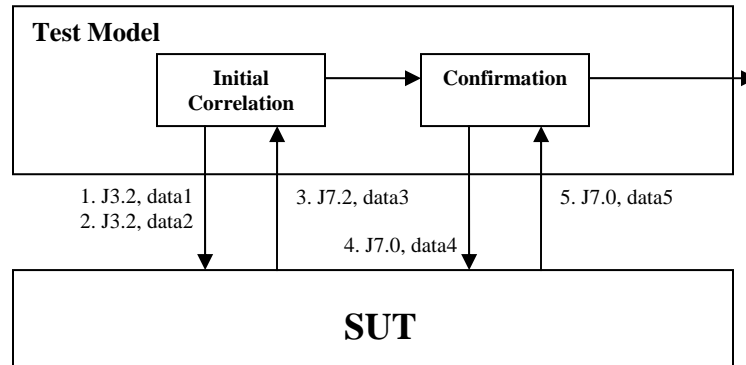 Test Model
Initial
Correlation
Confirmation
1. J3.2, data1
2. J3.2, data2
3. J7.2, data3
4. J7.0, data4
5. J7.0, data5
SUT